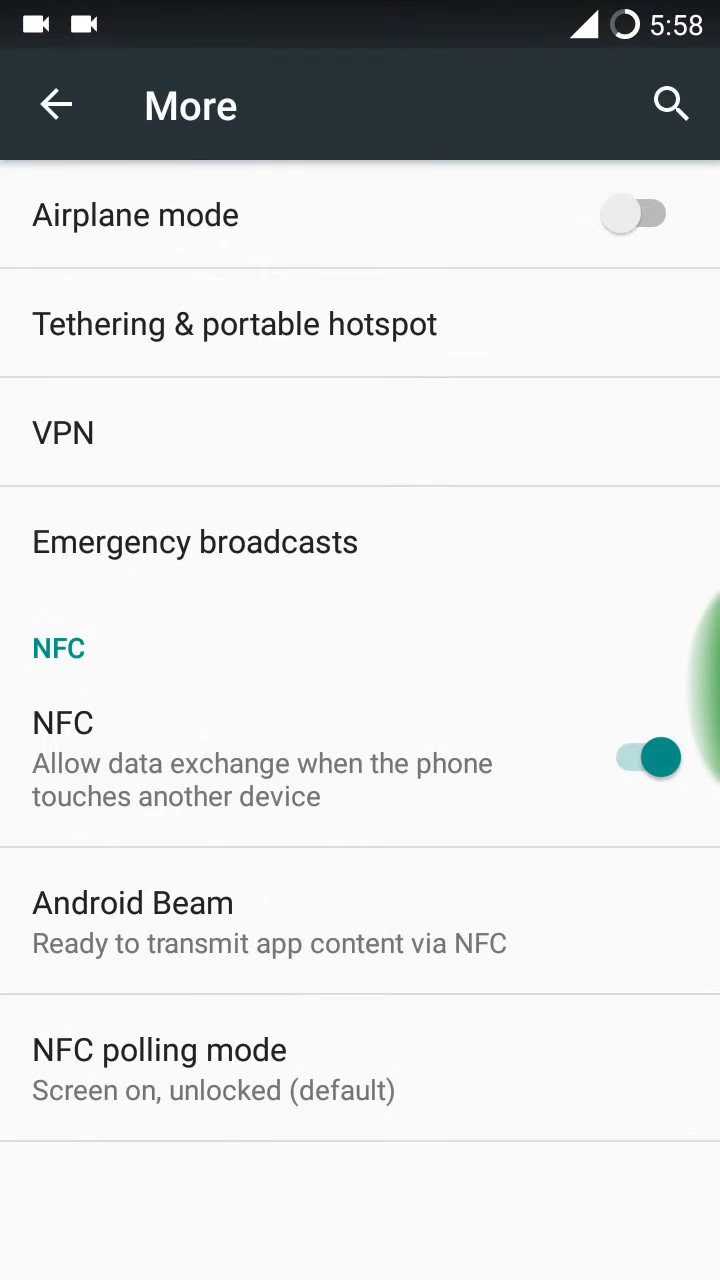 5:58
More
Airplane mode
Tethering & portable hotspot
VPN
Emergency broadcasts
NFC
NFC
Allow data exchange when the phone
touches another device
Android Beam
Ready to transmit app content via NFC
NFC polling mode
Screen on, unlocked (default)